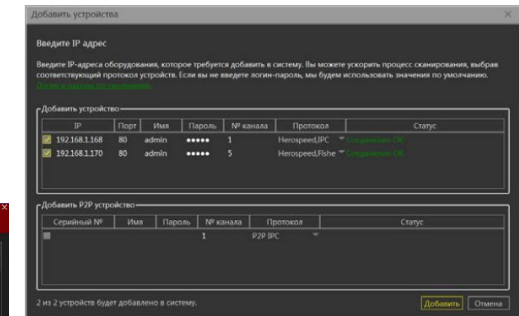 Добавить устройства
Введите IP адрес
Введите IP-адреса оборудования, которое требуется добавить в систему. Вы можете ускорить процесс сканирования, выбрав
соответствующий протокол устройств. Если вы не введете логин-пароль, мы будем использовать значения по умолчанию.
Добавить устройство
IP Порт Имя Пароль № канала Протокол Статус
192.168.1.168 80 admin ••••• 1 Herospeed,IPC Соединение ОК
192.168.1.170 80 admin ••••• 5 Herospeed,Fishe Соединение ОК
Добавить P2P устройство
Серийный № Имя Пароль № канала Протокол Статус
1 P2P IPC
2 из 2 устройств будет добавлено в систему.
Добавить Отмена